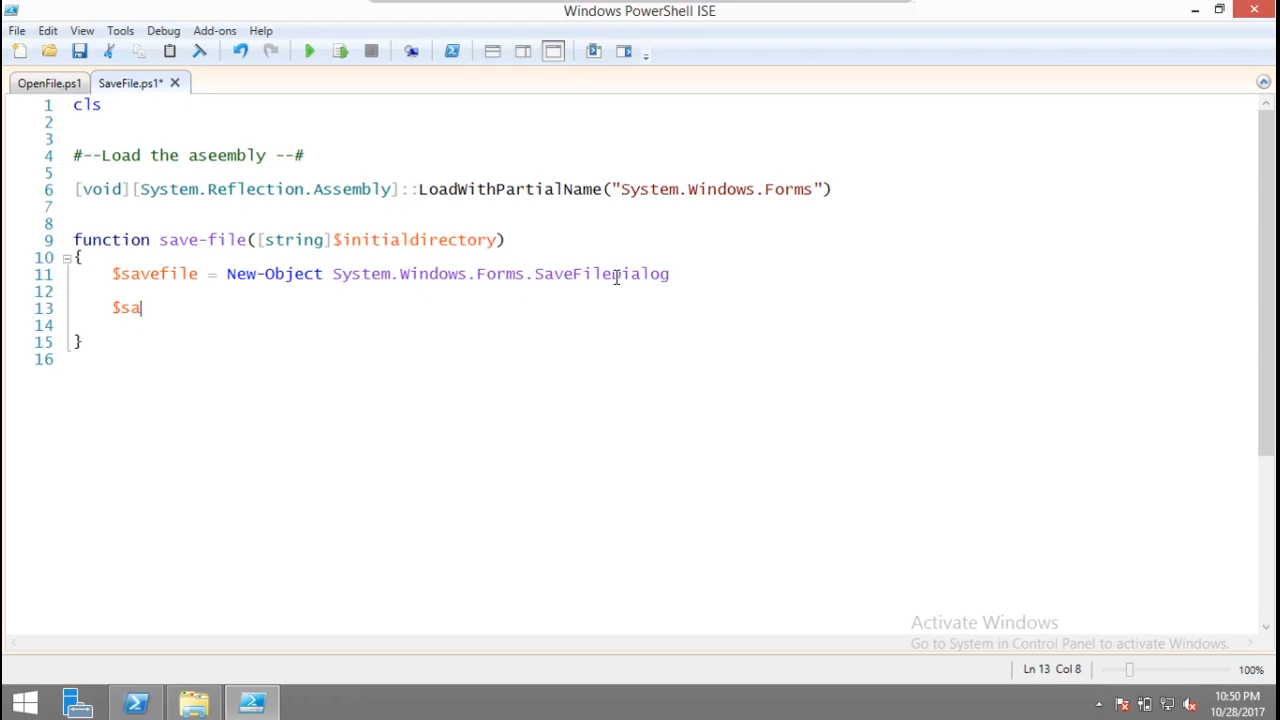 Windows PowerShell ISE
File Edit View Tools Debug Add-ons Help
OpenFile.ps1 SaveFile.ps1*
1 cls
2
3
4 #--Load the aseembly --#
5
6 [void][System.Reflection.Assembly]::LoadWithPartialName("System.Windows.Forms")
7
8
9 function save-file([string]$initialdirectory)
10 {
11 $savefile = New-Object System.Windows.Forms.SaveFileDialog
12
13 $sa
14
15 }
16
Activate Windows
Go to System in Control Panel to activate Windows.
Ln 13 Col 8 100%
10:50 PM
10/28/2017